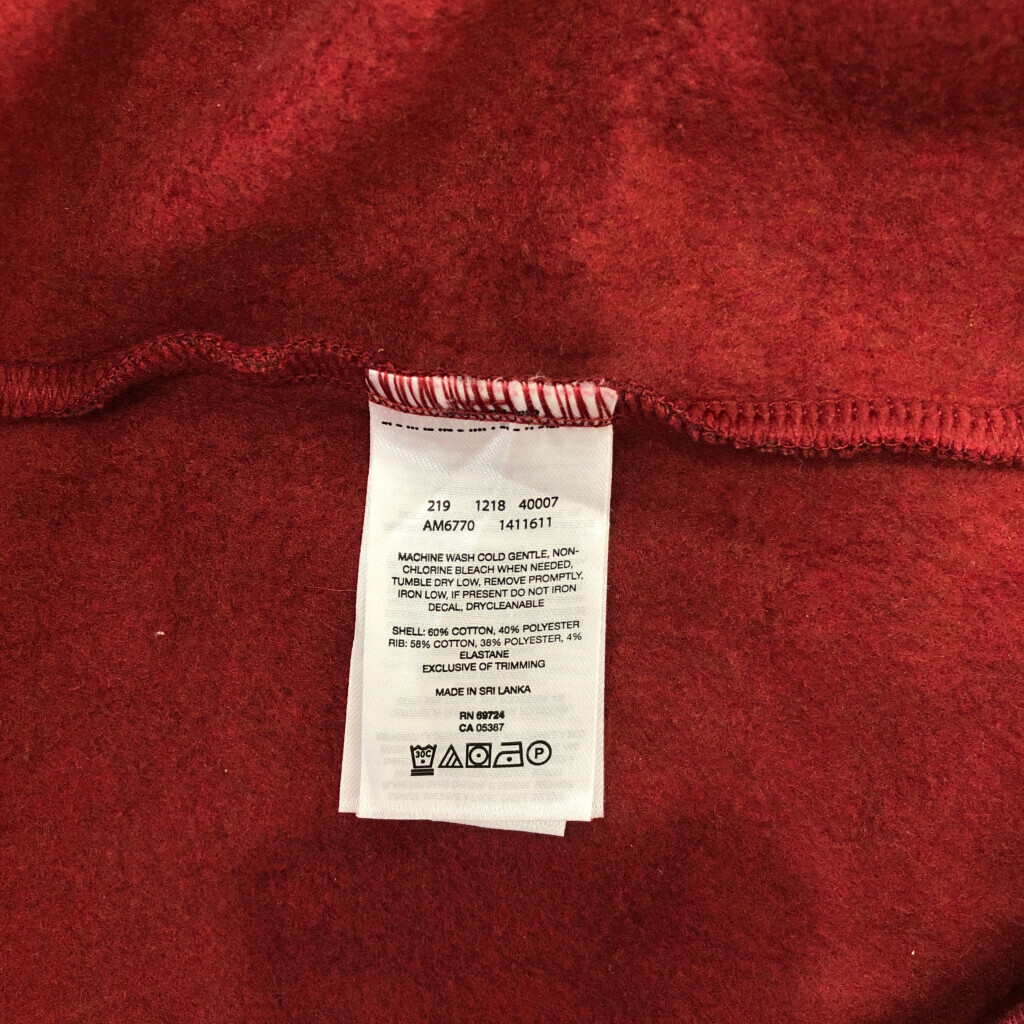 219 1218 40007
AM6770 1411611
MACHINE WASH COLD GENTLE, NON-
CHLORINE BLEACH WHEN NEEDED,
TUMBLE DRY LOW, REMOVE PROMPTLY,
IRON LOW, IF PRESENT DO NOT IRON
DECAL, DRYCLEANABLE
SHELL: 60% COTTON, 40% POLYESTER
RIB: 58% COTTON, 38% POLYESTER, 4%
ELASTANE
EXCLUSIVE OF TRIMMING
MADE IN SRI LANKA
RN 69724
CA 05367
30C P